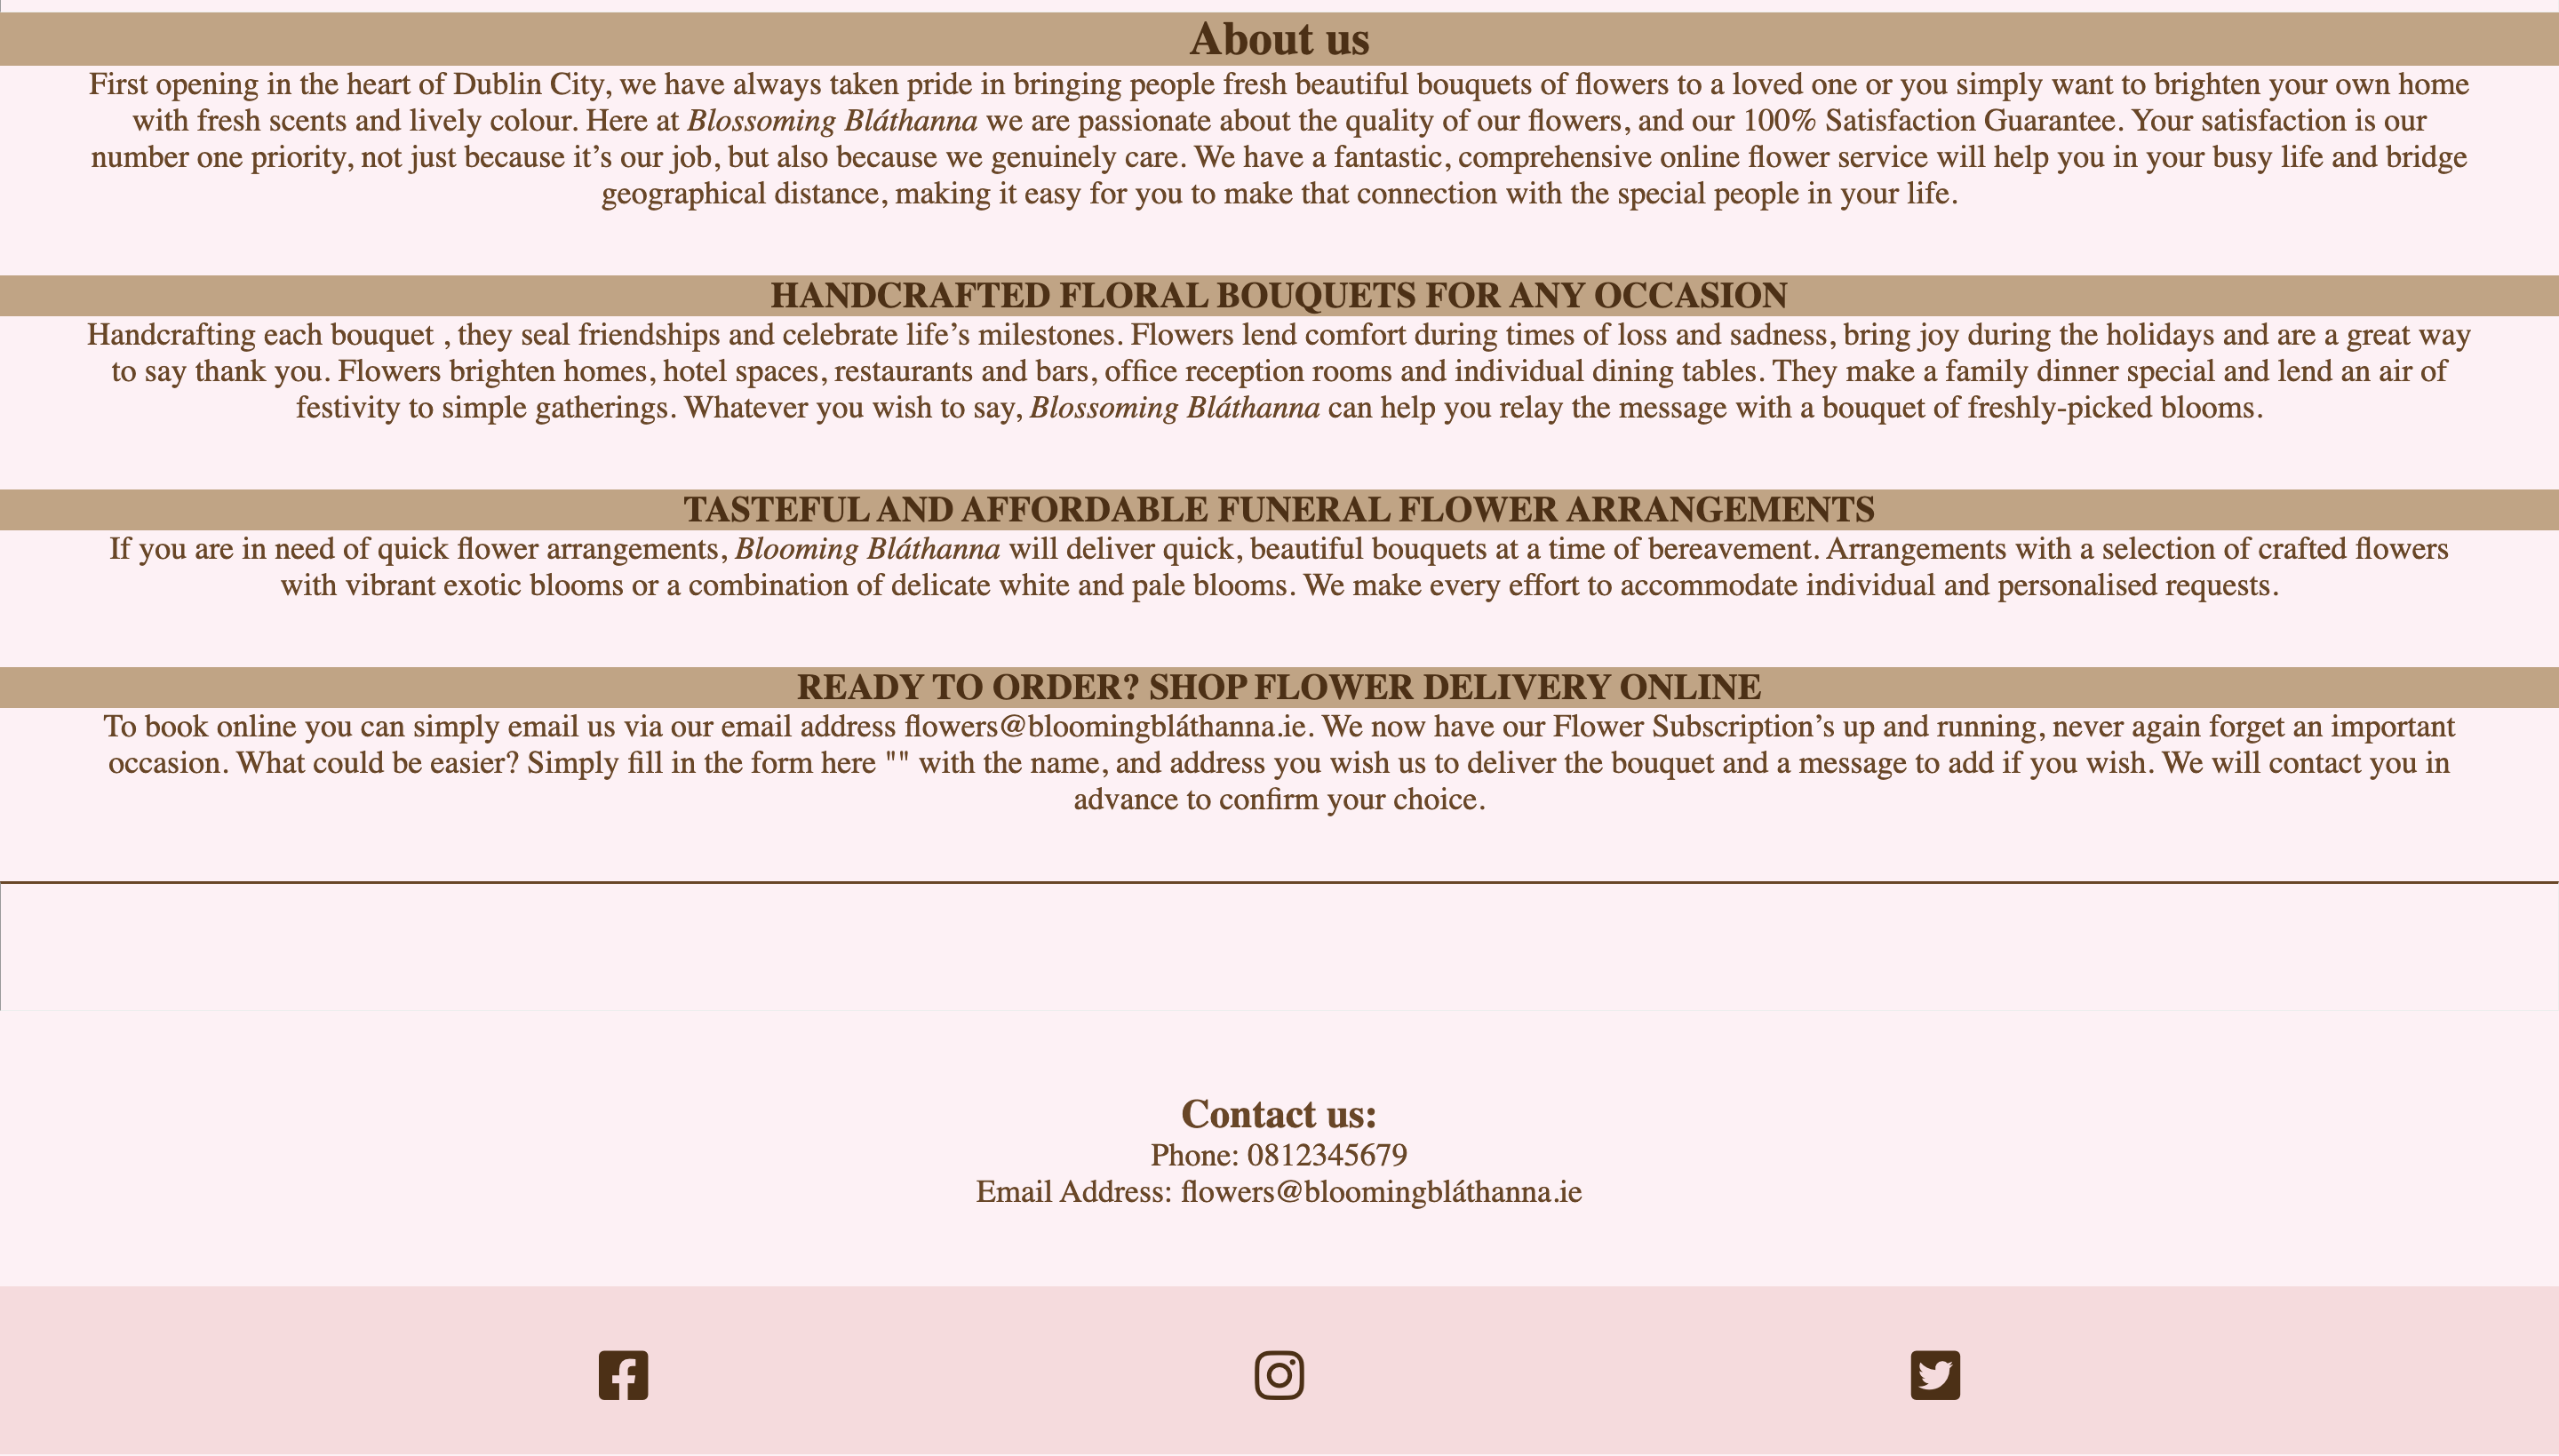 About us
First opening in the heart of Dublin City, we have always taken pride in bringing people fresh beautiful bouquets of flowers to a loved one or you simply want to brighten your own home
with fresh scents and lively colour. Here at Blossoming Bláthanna we are passionate about the quality of our flowers, and our 100% Satisfaction Guarantee. Your satisfaction is our
number one priority, not just because it’s our job, but also because we genuinely care. We have a fantastic, comprehensive online flower service will help you in your busy life and bridge
geographical distance, making it easy for you to make that connection with the special people in your life.
HANDCRAFTED FLORAL BOUQUETS FOR ANY OCCASION
Handcrafting each bouquet , they seal friendships and celebrate life’s milestones. Flowers lend comfort during times of loss and sadness, bring joy during the holidays and are a great way
to say thank you. Flowers brighten homes, hotel spaces, restaurants and bars, office reception rooms and individual dining tables. They make a family dinner special and lend an air of
festivity to simple gatherings. Whatever you wish to say, Blossoming Bláthanna can help you relay the message with a bouquet of freshly-picked blooms.
TASTEFUL AND AFFORDABLE FUNERAL FLOWER ARRANGEMENTS
If you are in need of quick flower arrangements, Blooming Bláthanna will deliver quick, beautiful bouquets at a time of bereavement. Arrangements with a selection of crafted flowers
with vibrant exotic blooms or a combination of delicate white and pale blooms. We make every effort to accommodate individual and personalised requests.
READY TO ORDER? SHOP FLOWER DELIVERY ONLINE
To book online you can simply email us via our email address flowers@bloomingbláthanna.ie. We now have our Flower Subscription’s up and running, never again forget an important
occasion. What could be easier? Simply fill in the form here "" with the name, and address you wish us to deliver the bouquet and a message to add if you wish. We will contact you in
advance to confirm your choice.
Contact us:
Phone: 0812345679
Email Address: flowers@bloomingbláthanna.ie